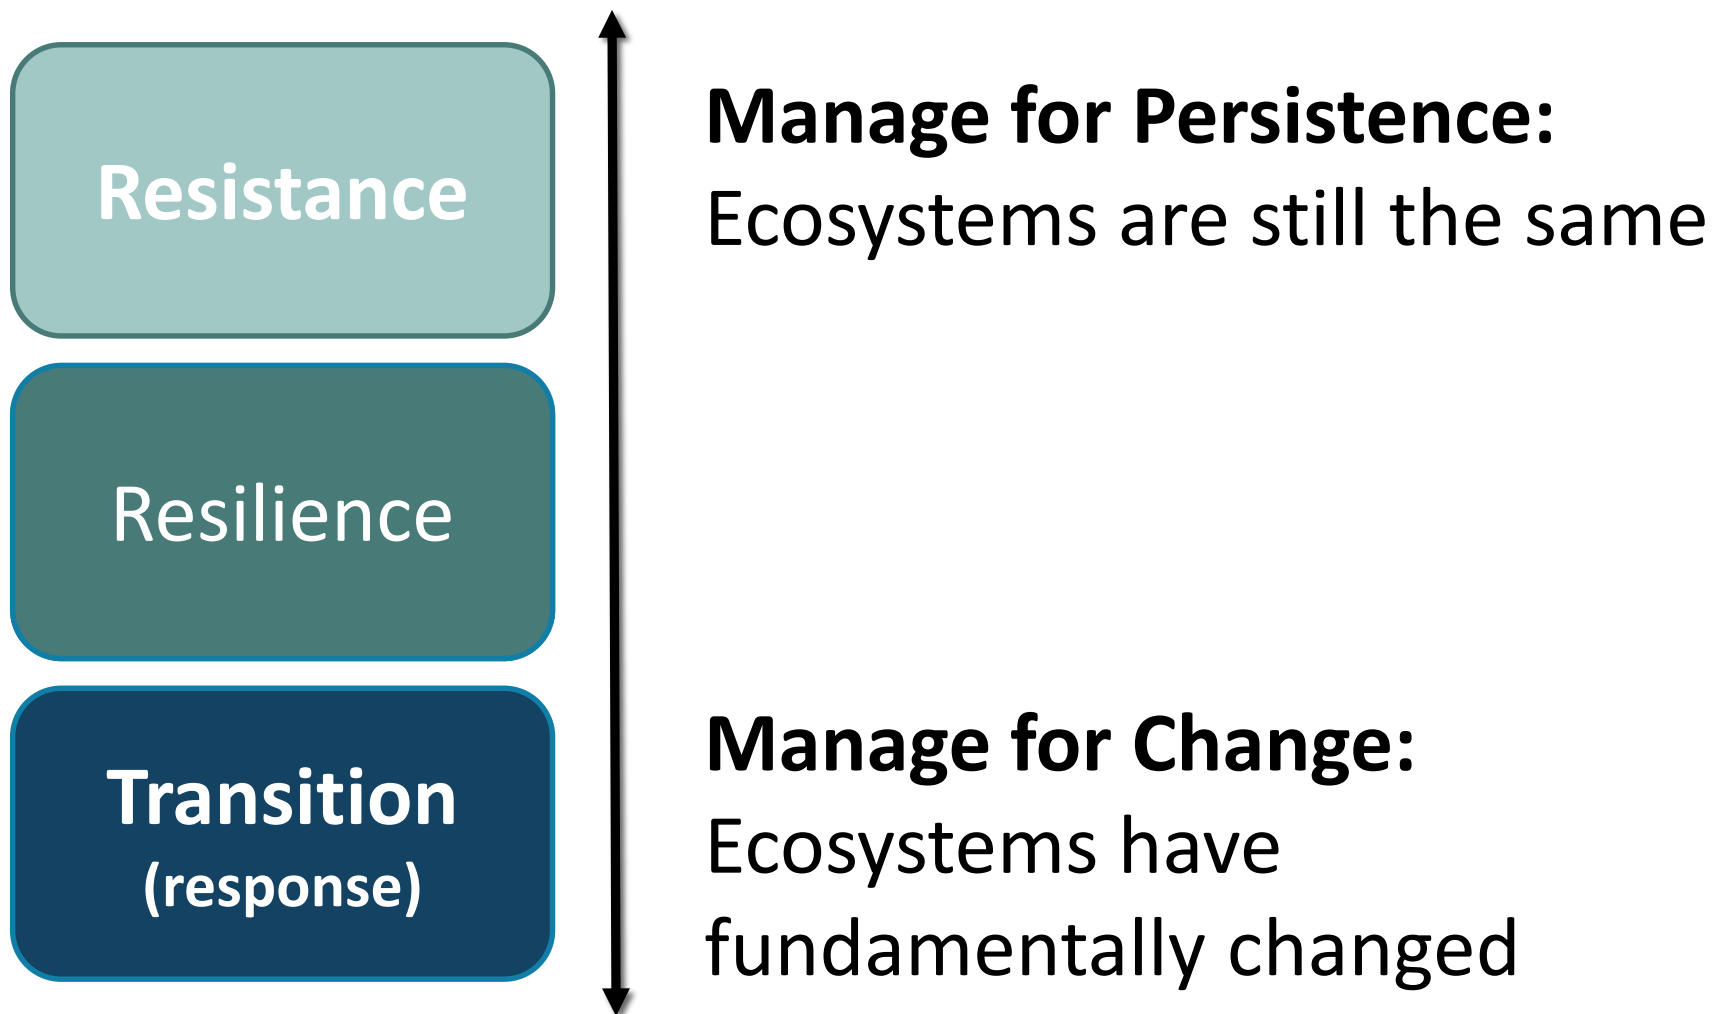 Resistance
Manage for Persistence:
Ecosystems are still the same
Resilience
Transition
(response)
Manage for Change:
Ecosystems have
fundamentally changed